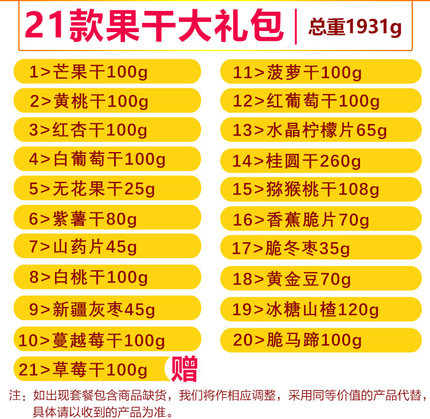 21款果干大礼包 | 总重1931g
1>芒果干100g
2>黄桃干100g
3>红杏干100g
4>白葡萄干100g
5>无花果干25g
6>紫薯干80g
7>山药片45g
8>白桃干100g
9>新疆灰枣45g
10>蔓越莓干100g
21>草莓干100g 赠
11>菠萝干100g
12>红葡萄干100g
13>水晶柠檬片65g
14>桂圆干260g
15>猕猴桃干108g
16>香蕉脆片70g
17>脆冬枣35g
18>黄金豆70g
19>冰糖山楂120g
20>脆马蹄100g
注：如出现套餐包含商品缺货，我们将作相应调整，采用同等价值的产品代替，
具体请以收到的产品为准。